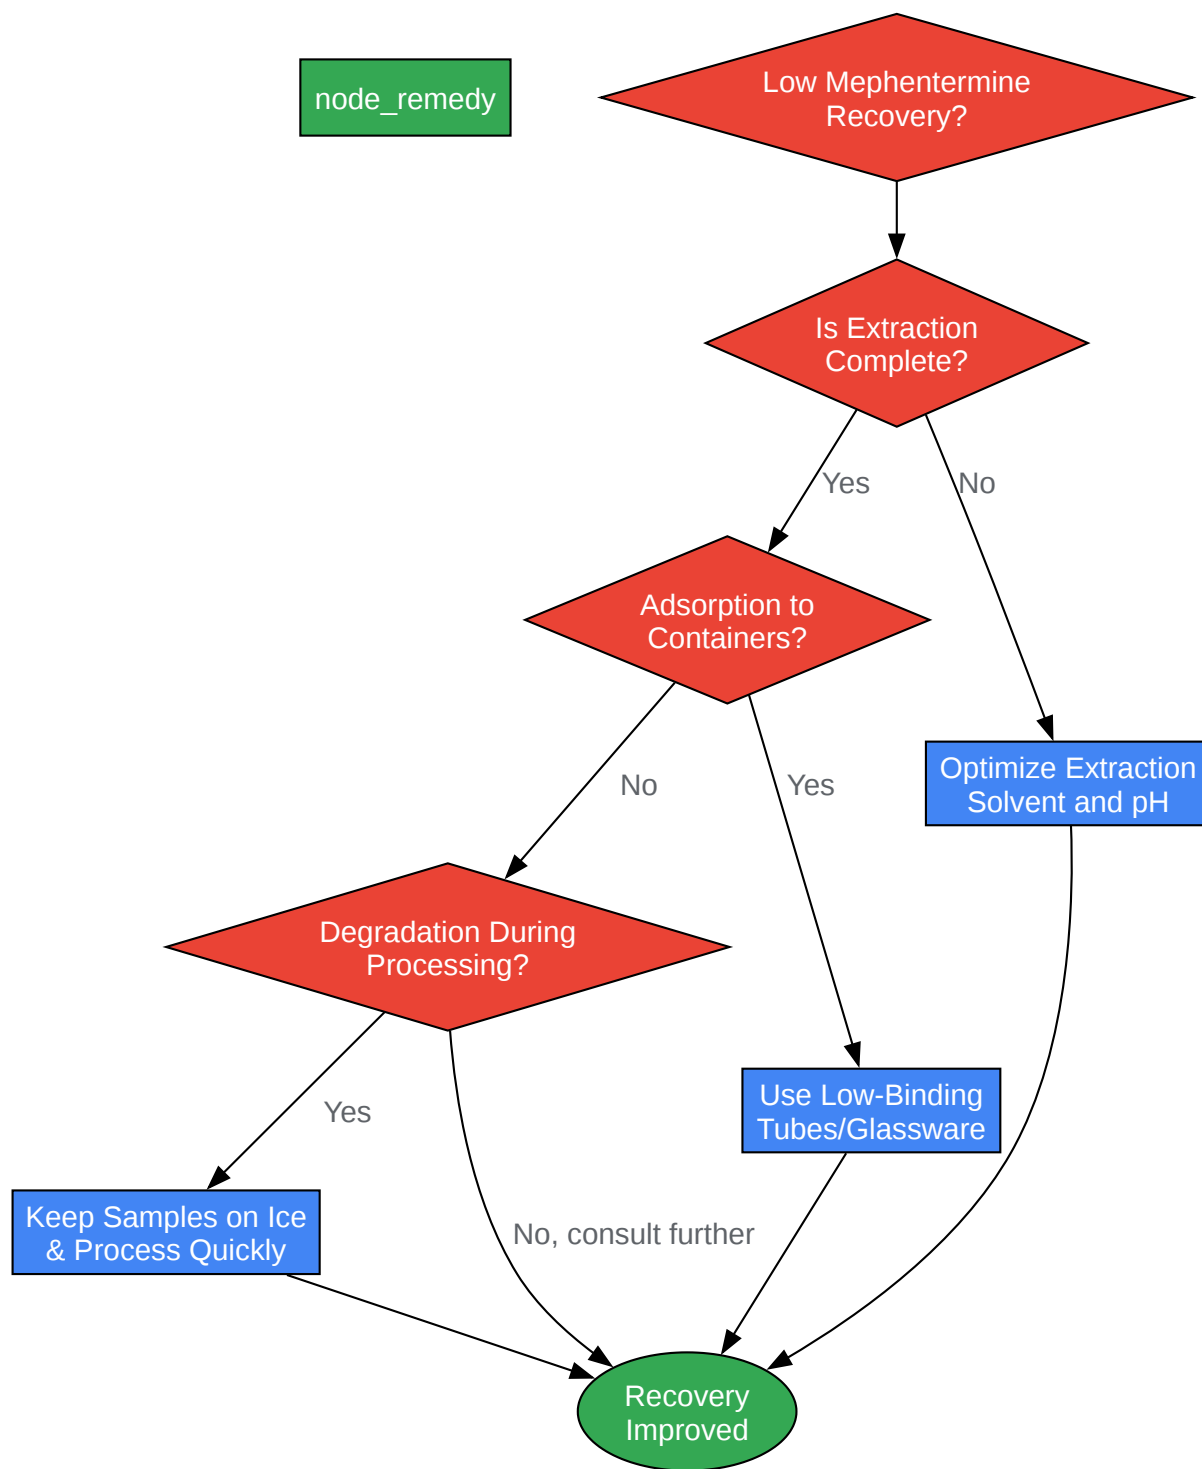 node_remedy
Low Mephentermine
Recovery?
Is Extraction
Complete?
Yes
No
Adsorption to
Containers?
No
Yes
Optimize Extraction
Solvent and pH
Degradation During
Processing?
Yes
Use Low-Binding
Tubes/Glassware
Keep Samples on Ice
& Process Quickly
No, consult further
Recovery
Improved